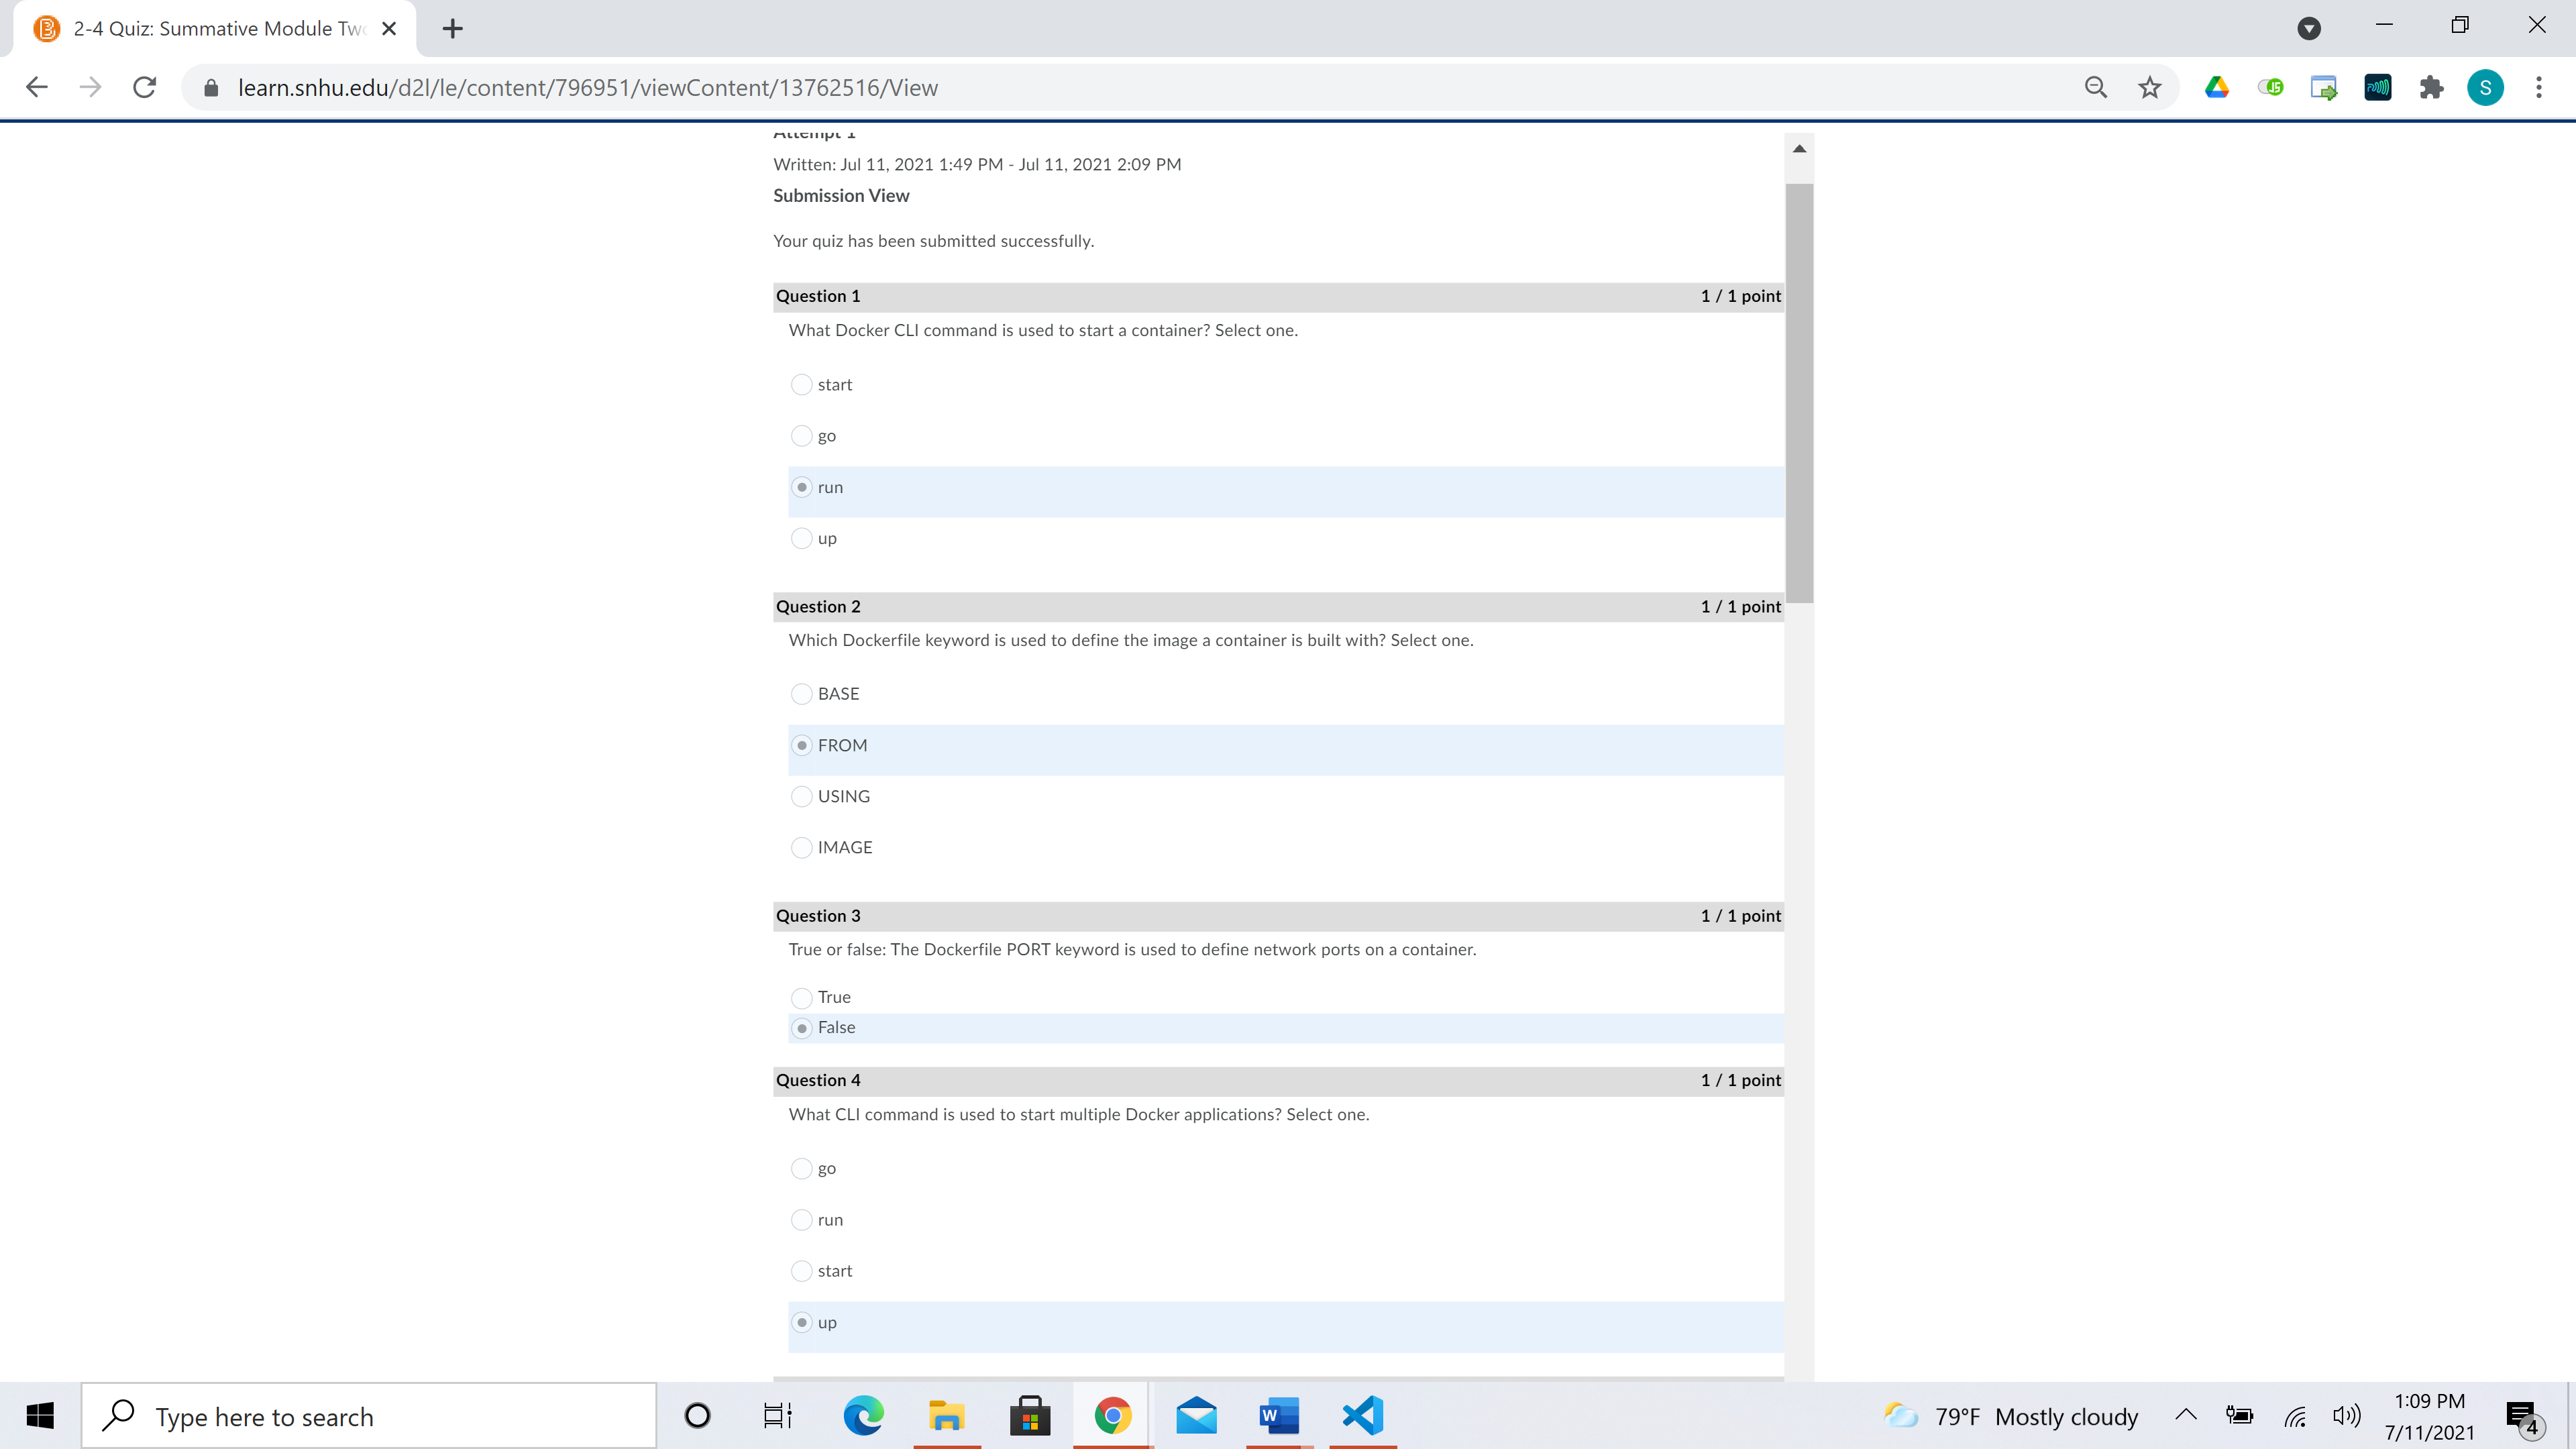 2-4 Quiz: Summative Module Two
learn.snhu.edu/d2l/le/content/796951/viewContent/13762516/View
S
Attempt 1
Written: Jul 11, 2021 1:49 PM - Jul 11, 2021 2:09 PM
Submission View
Your quiz has been submitted successfully.
Question 1 1 / 1 point
What Docker CLI command is used to start a container? Select one.
start
go
run
up
Question 2 1 / 1 point
Which Dockerfile keyword is used to define the image a container is built with? Select one.
BASE
FROM
USING
IMAGE
Question 3 1 / 1 point
True or false: The Dockerfile PORT keyword is used to define network ports on a container.
True
False
Question 4 1 / 1 point
What CLI command is used to start multiple Docker applications? Select one.
go
run
start
up
Type here to search
79°F Mostly cloudy
1:09 PM
7/11/2021
4